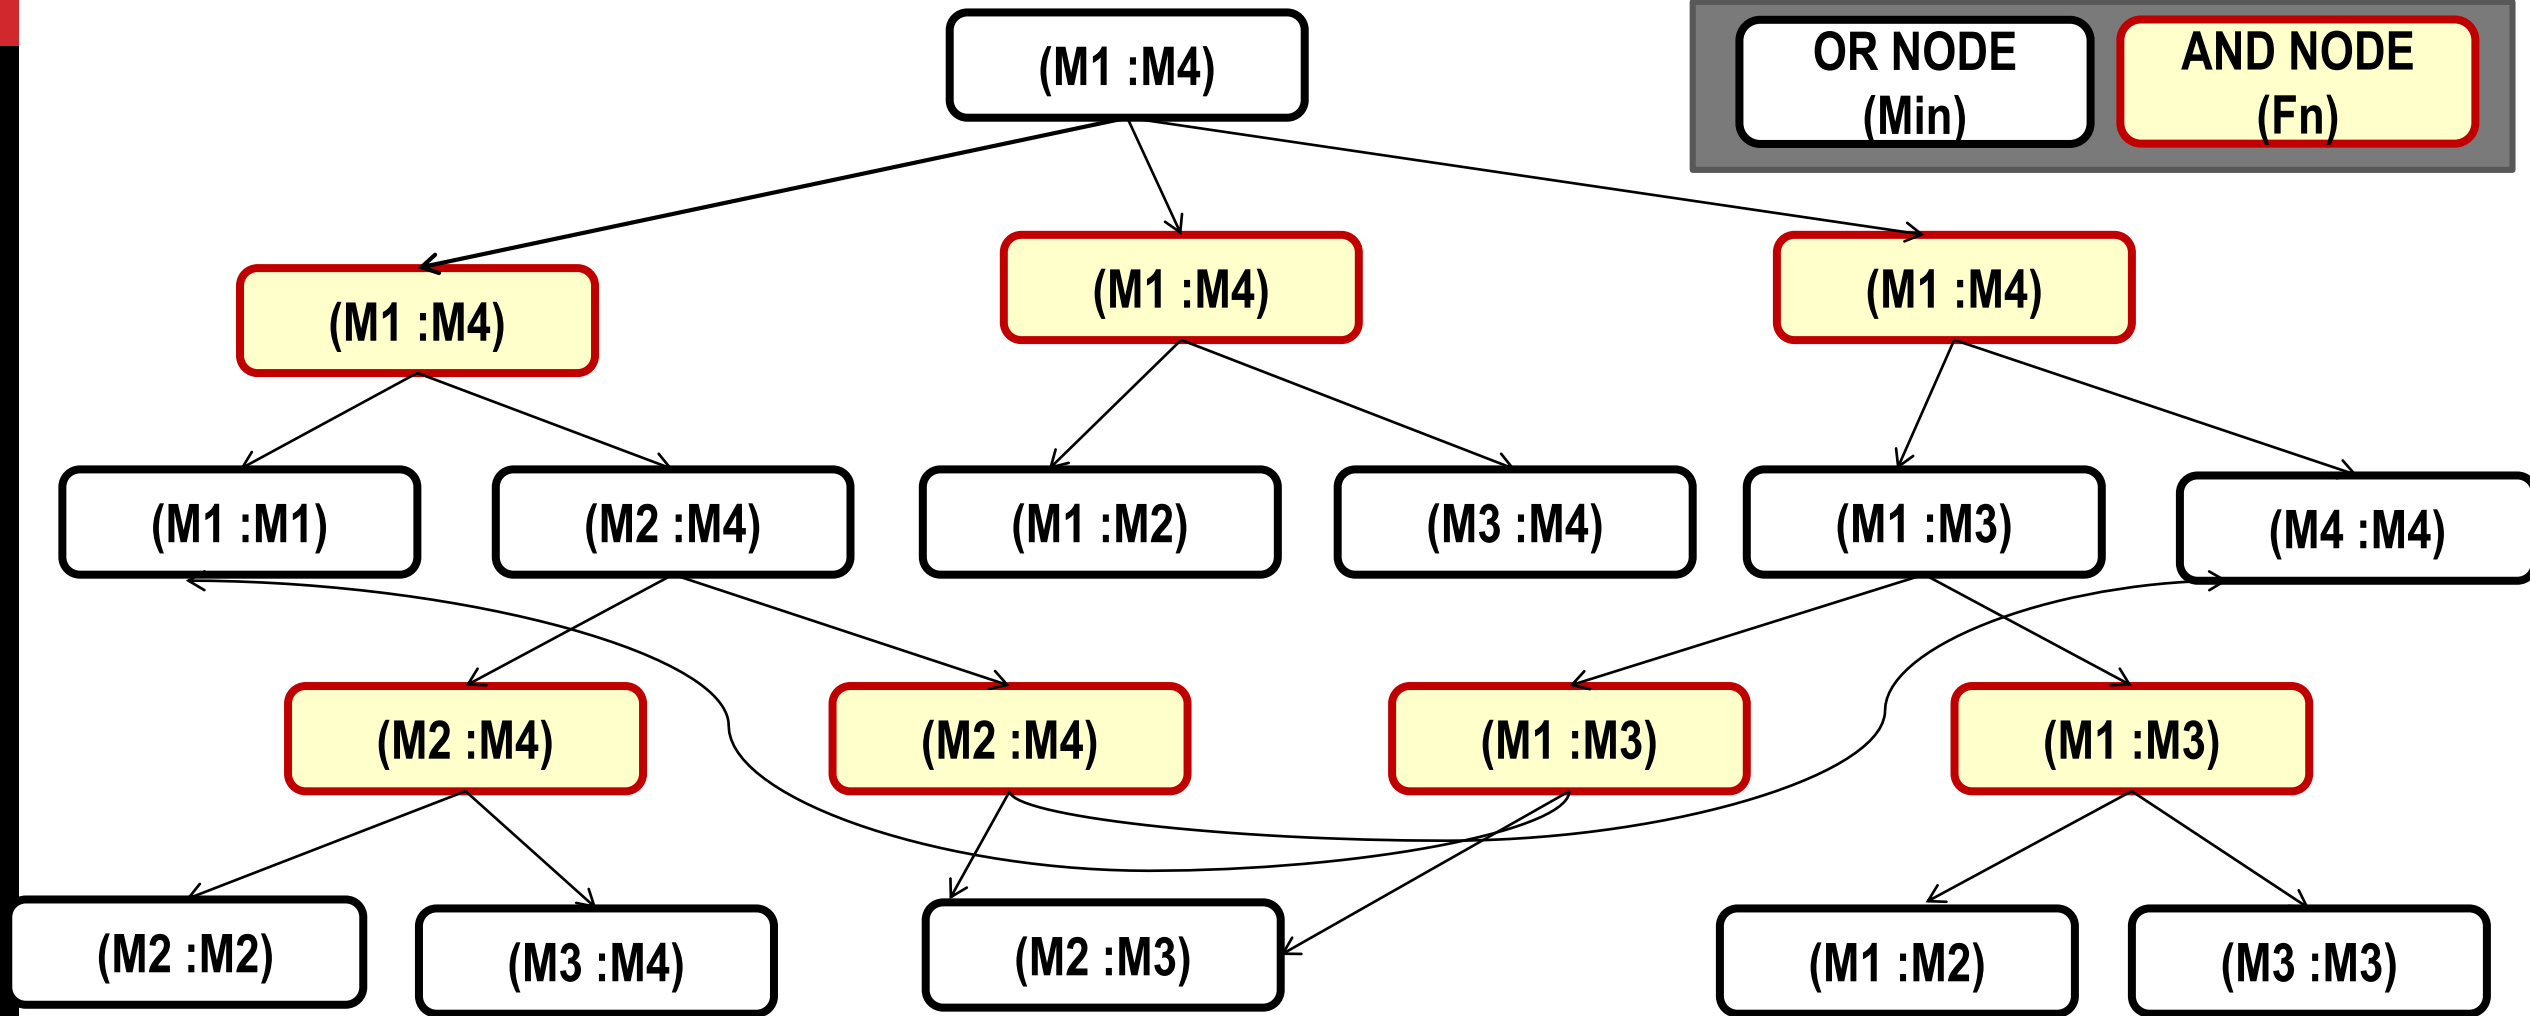 (M1 :M4)
OR NODE
(Min)
AND NODE
(Fn)
(M1 :M4)
(M1 :M4)
(M1 :M4)
(M1 :M1)
(M2 :M4)
(M1 :M2)
(M3 :M4)
(M1 :M3)
(M4 :M4)
(M2 :M4)
(M2 :M4)
(M1 :M3)
(M1 :M3)
(M2 :M2)
(M3 :M4)
(M2 :M3)
(M1 :M2)
(M3 :M3)